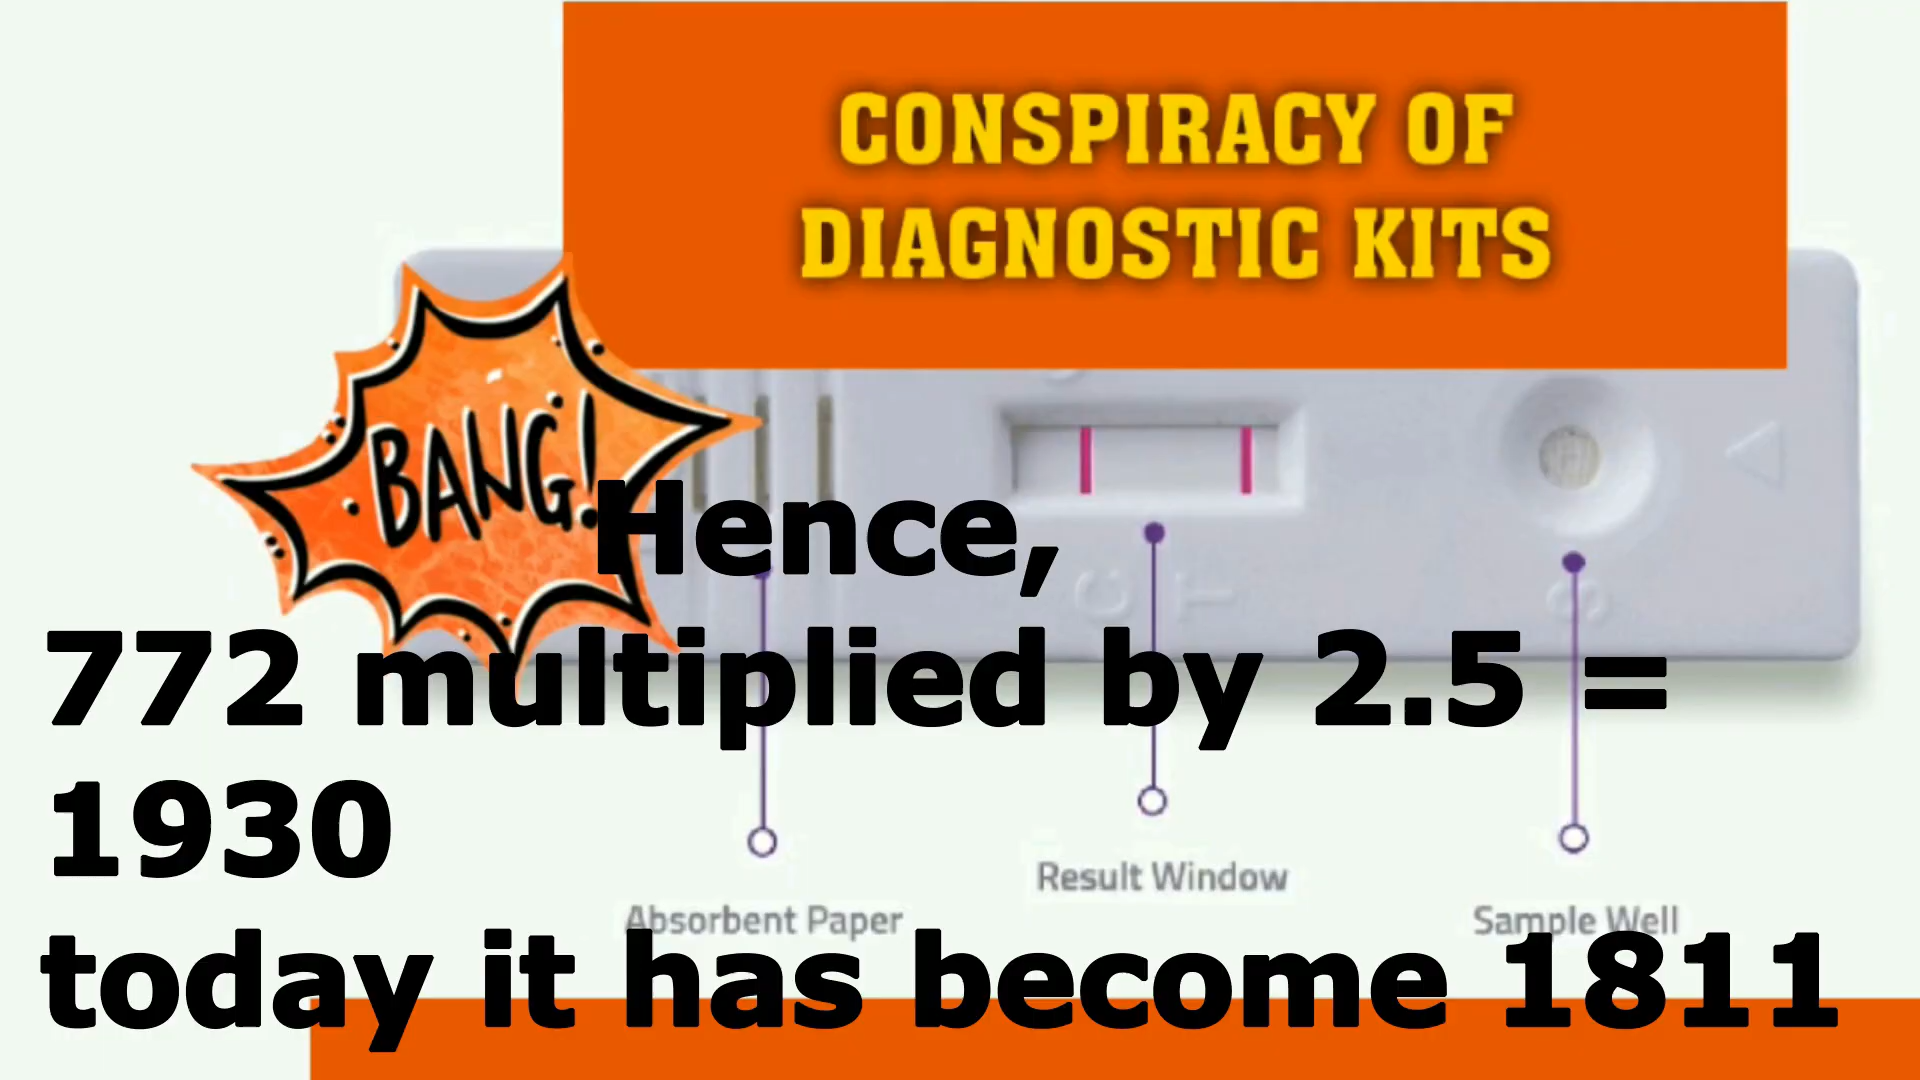 CONSPIRACY OF
DIAGNOSTIC KITS
BANG!
Hence,
C T S
772 multiplied by 2.5 =
1930
Result Window
Absorbent Paper
Sample Well
today it has become 1811